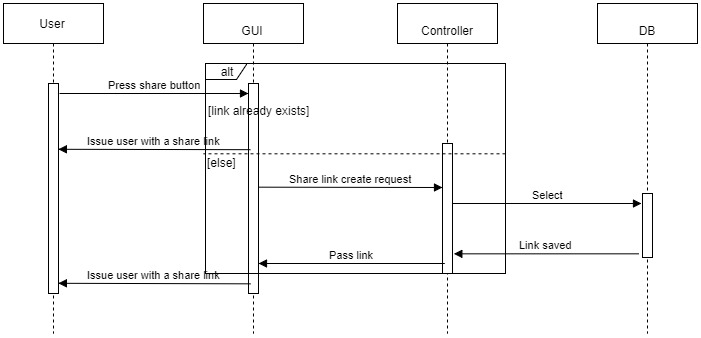 User
GUI
Controller
DB
alt
Press share button
[link already exists]
Issue user with a share link
[else]
Share link create request
Select
Link saved
Pass link
Issue user with a share link